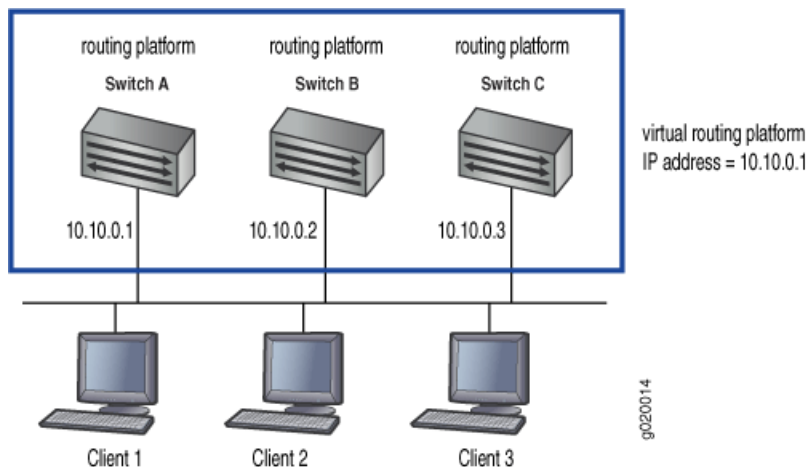 routing platform
routing platform
routing platform
Switch A
Switch B
Switch C
virtual routing platform
IP address = 10.10.0.1
10.10.0.1
10.10.0.2
10.10.0.3
Client 1
Client 2
Client 3
g020014